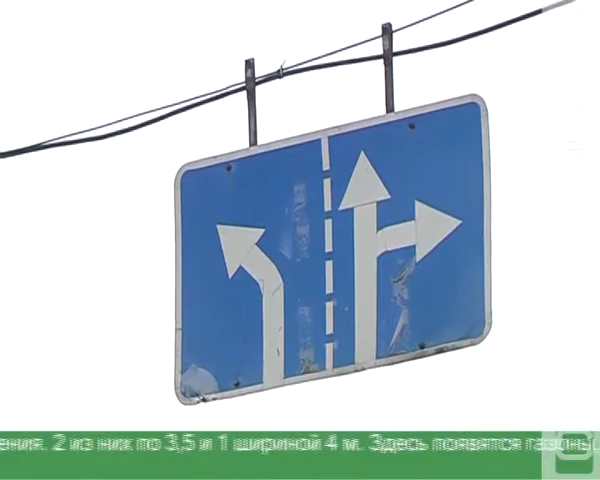 ения. 2 из них по 3,5 и 1 шириной 4 м. Здесь появятся газоны